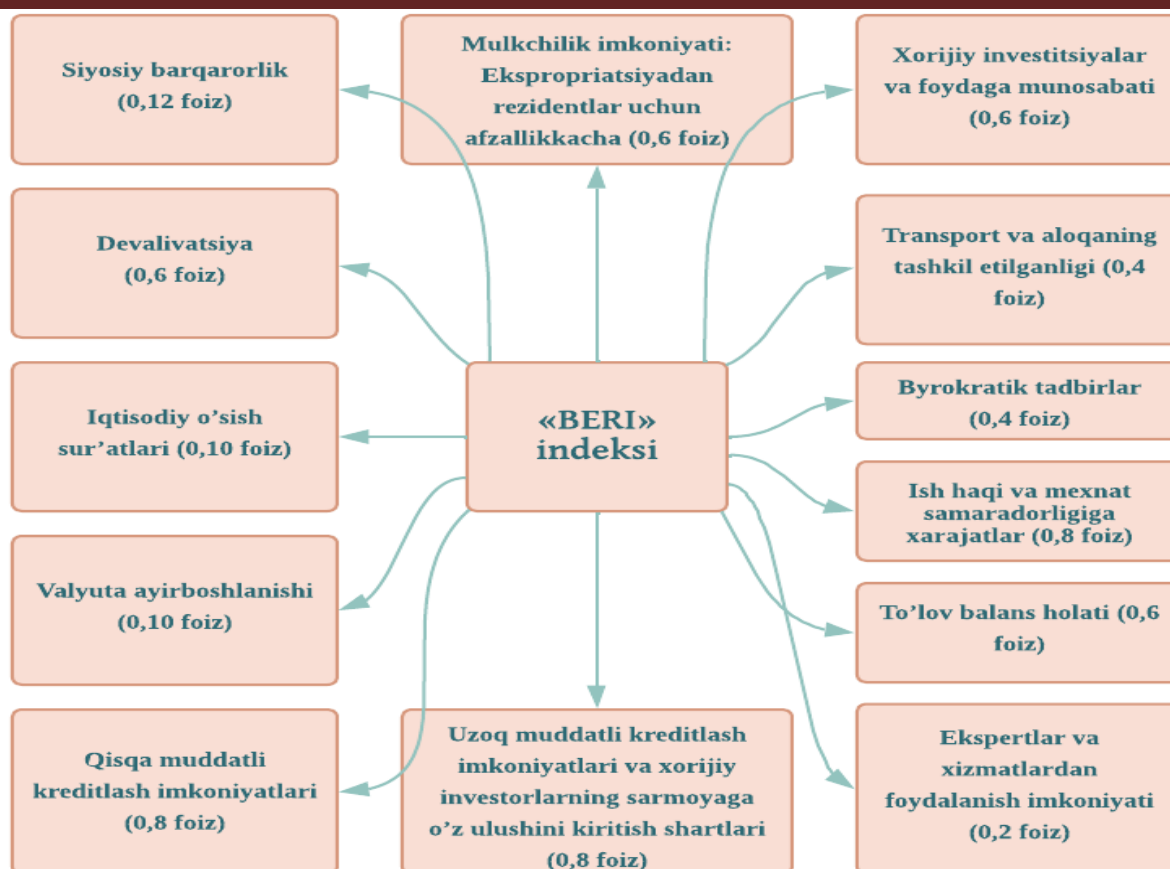 Siyosiy barqarorlik
(0,12 foiz)
Mulkchilik imkoniyati:
Ekspropriatsiyadan
rezidentlar uchun
afzallikkacha (0,6 foiz)
Xorijiy investitsiyalar
va foydaga munosabati
(0,6 foiz)
Devalivatsiya
(0,6 foiz)
Transport va aloqaning
tashkil etilganligi (0,4
foiz)
Iqtisodiy o’sish
sur’atlari (0,10 foiz)
«BERI»
indeksi
Byrokratik tadbirlar
(0,4 foiz)
Ish haqi va mexnat
samaradorligiga
xarajatlar (0,8 foiz)
Valyuta ayirboshlanishi
(0,10 foiz)
To’lov balans holati (0,6
foiz)
Qisqa muddatli
kreditlash imkoniyatlari
(0,8 foiz)
Uzoq muddatli kreditlash
imkoniyatlari va xorijiy
investorlarning sarmoyaga
o’z ulushini kiritish shartlari
(0,8 foiz)
Ekspertlar va
xizmatlardan
foydalanish imkoniyati
(0,2 foiz)